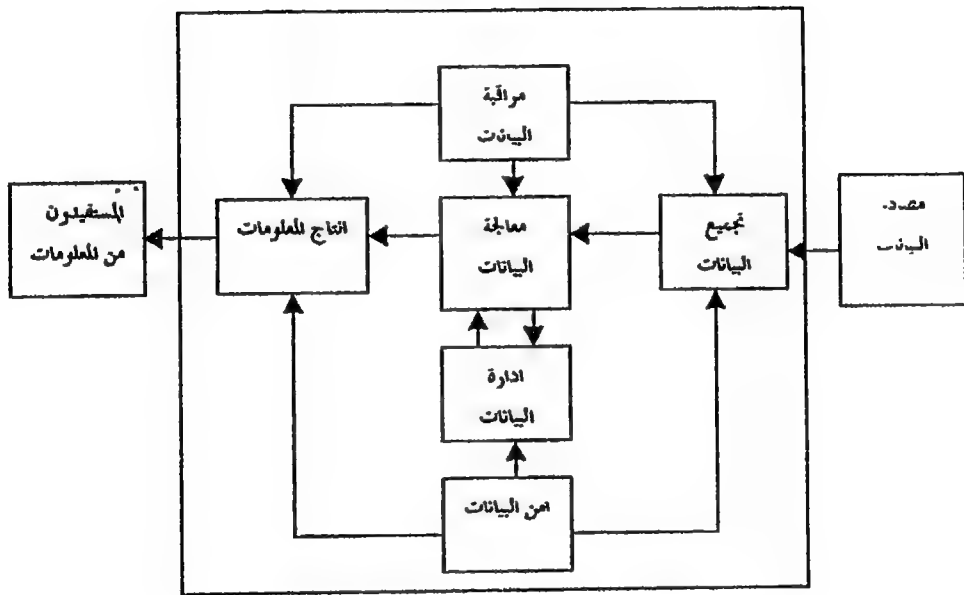 مراقبة
البيانات
مصدر
البيانات
تجميع
البيانات
معالجة
البيانات
انتاج المعلومات
المستفيدون
من المعلومات
ادارة
البيانات
امن البيانات